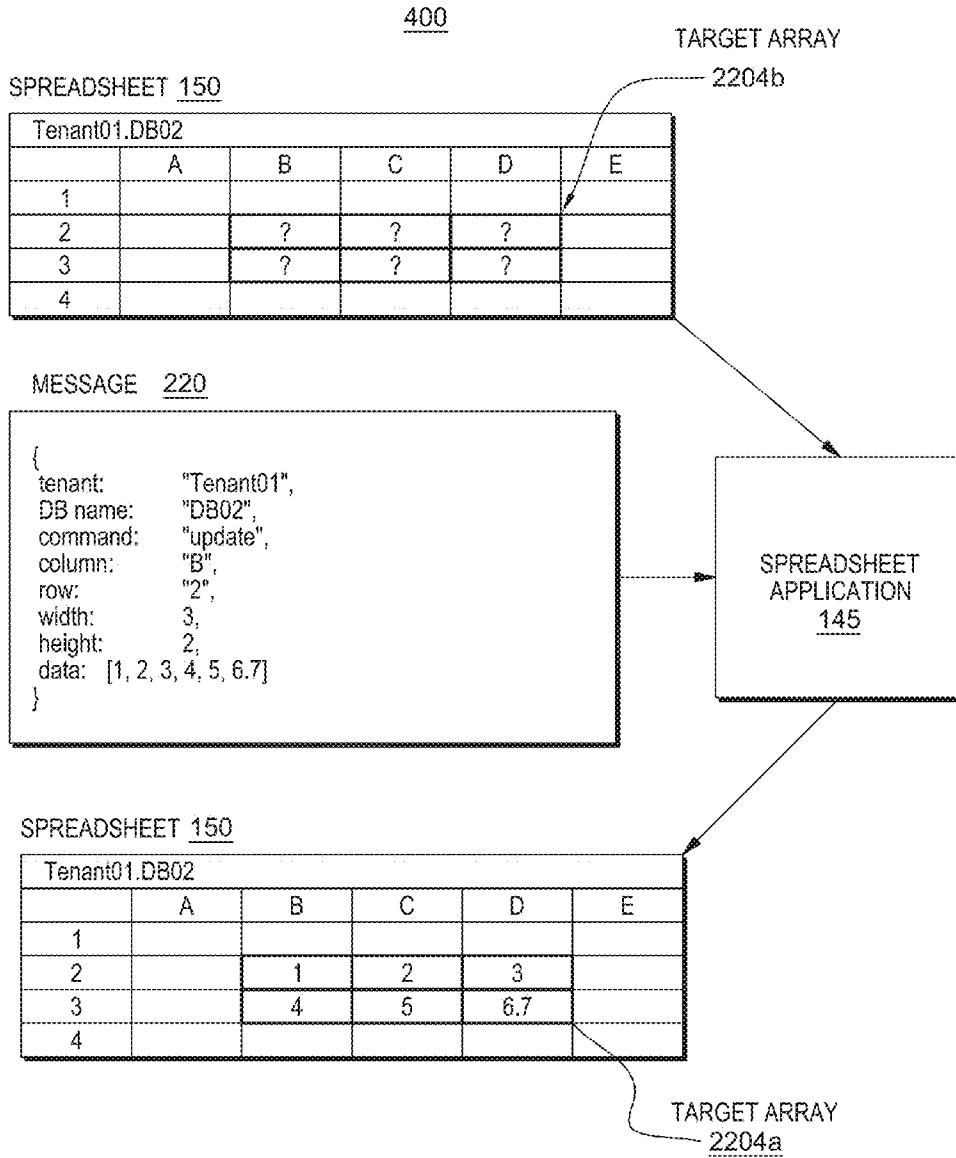 400
TARGET ARRAY
2204b
SPREADSHEET 150
Tenant01.DB02
A B C D E
1
2 ? ? ?
3 ? ? ?
4
MESSAGE 220
{
tenant: "Tenant01",
DB name: "DB02",
command: "update",
column: "B",
row: "2",
width: 3,
height: 2,
data: [1, 2, 3, 4, 5, 6.7]
}
SPREADSHEET
APPLICATION
145
SPREADSHEET 150
Tenant01.DB02
A B C D E
1
2 1 2 3
3 4 5 6.7
4
TARGET ARRAY
2204a